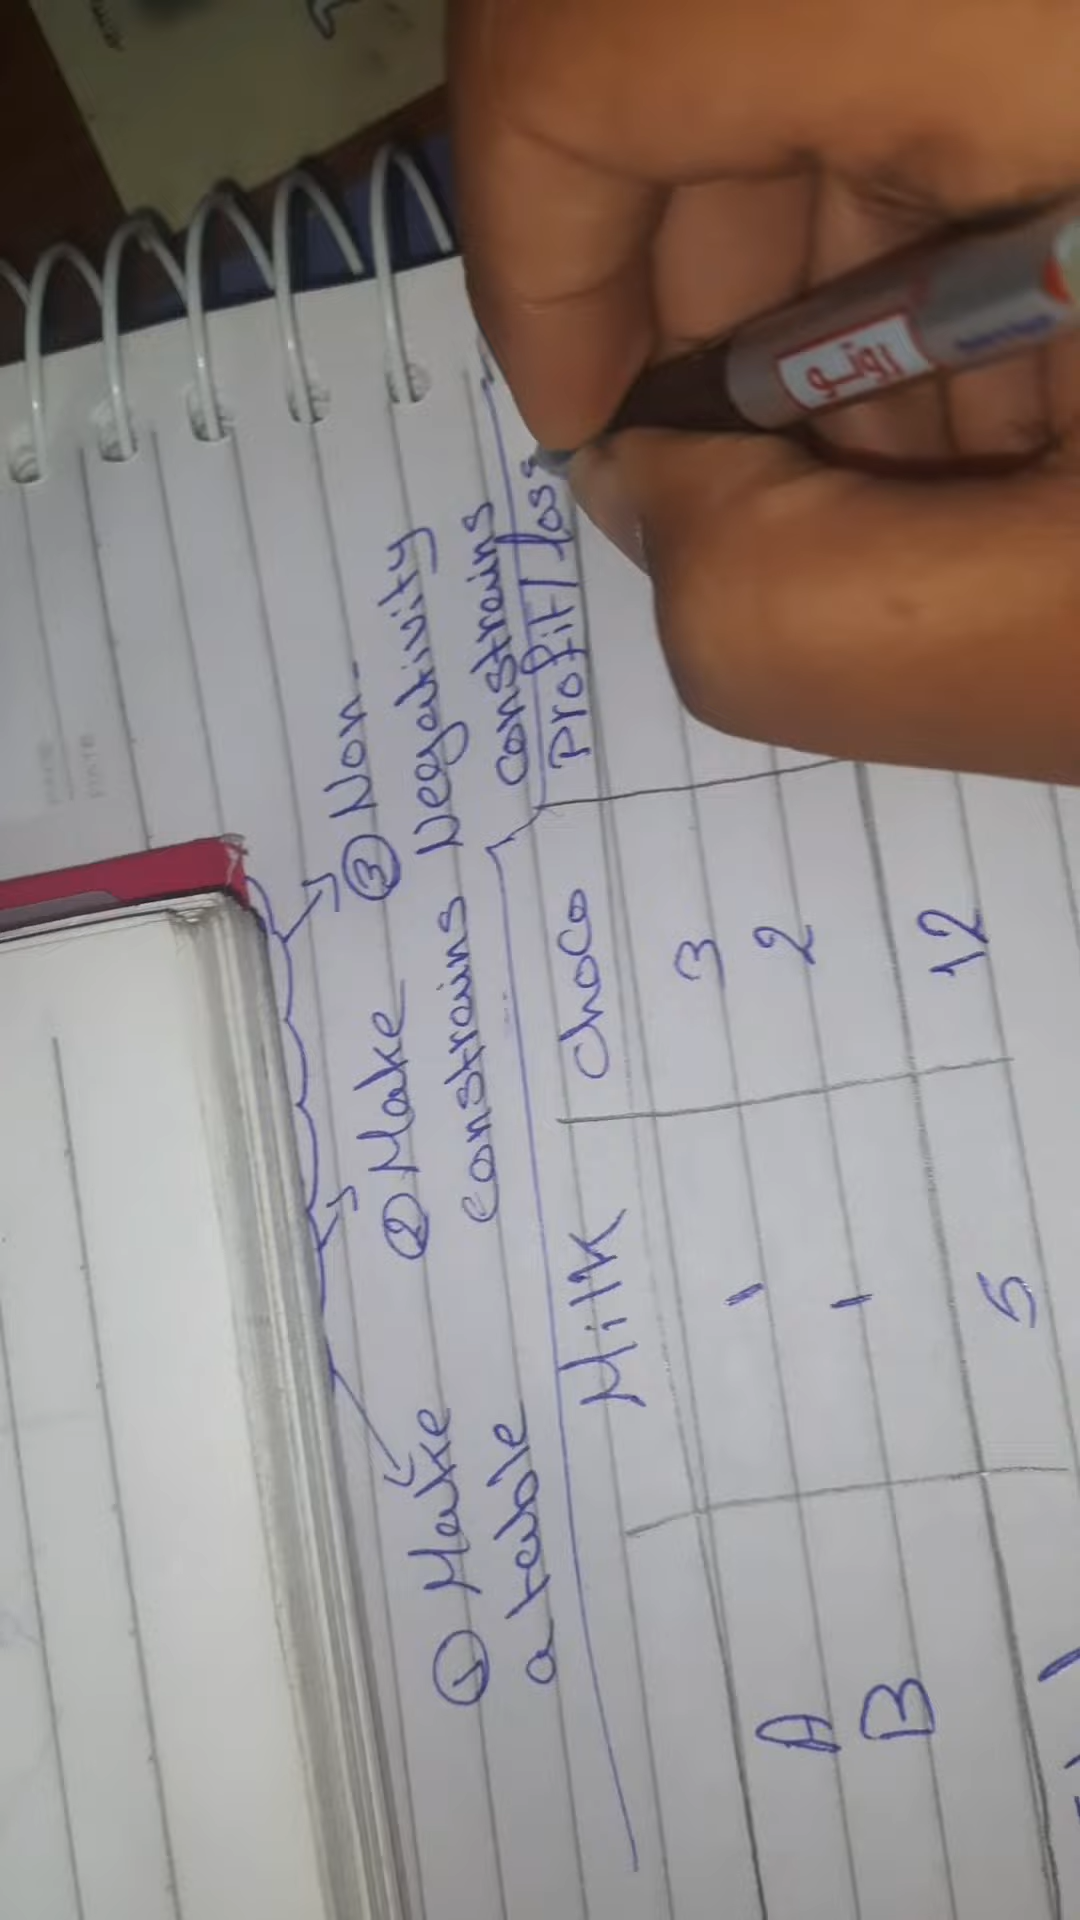 ① Make
a table
② Make
constrains
③ Non-
Negativity
constrains
Milk Choco Profit/loss
A 1 3
B 1 2
5 12
روتو